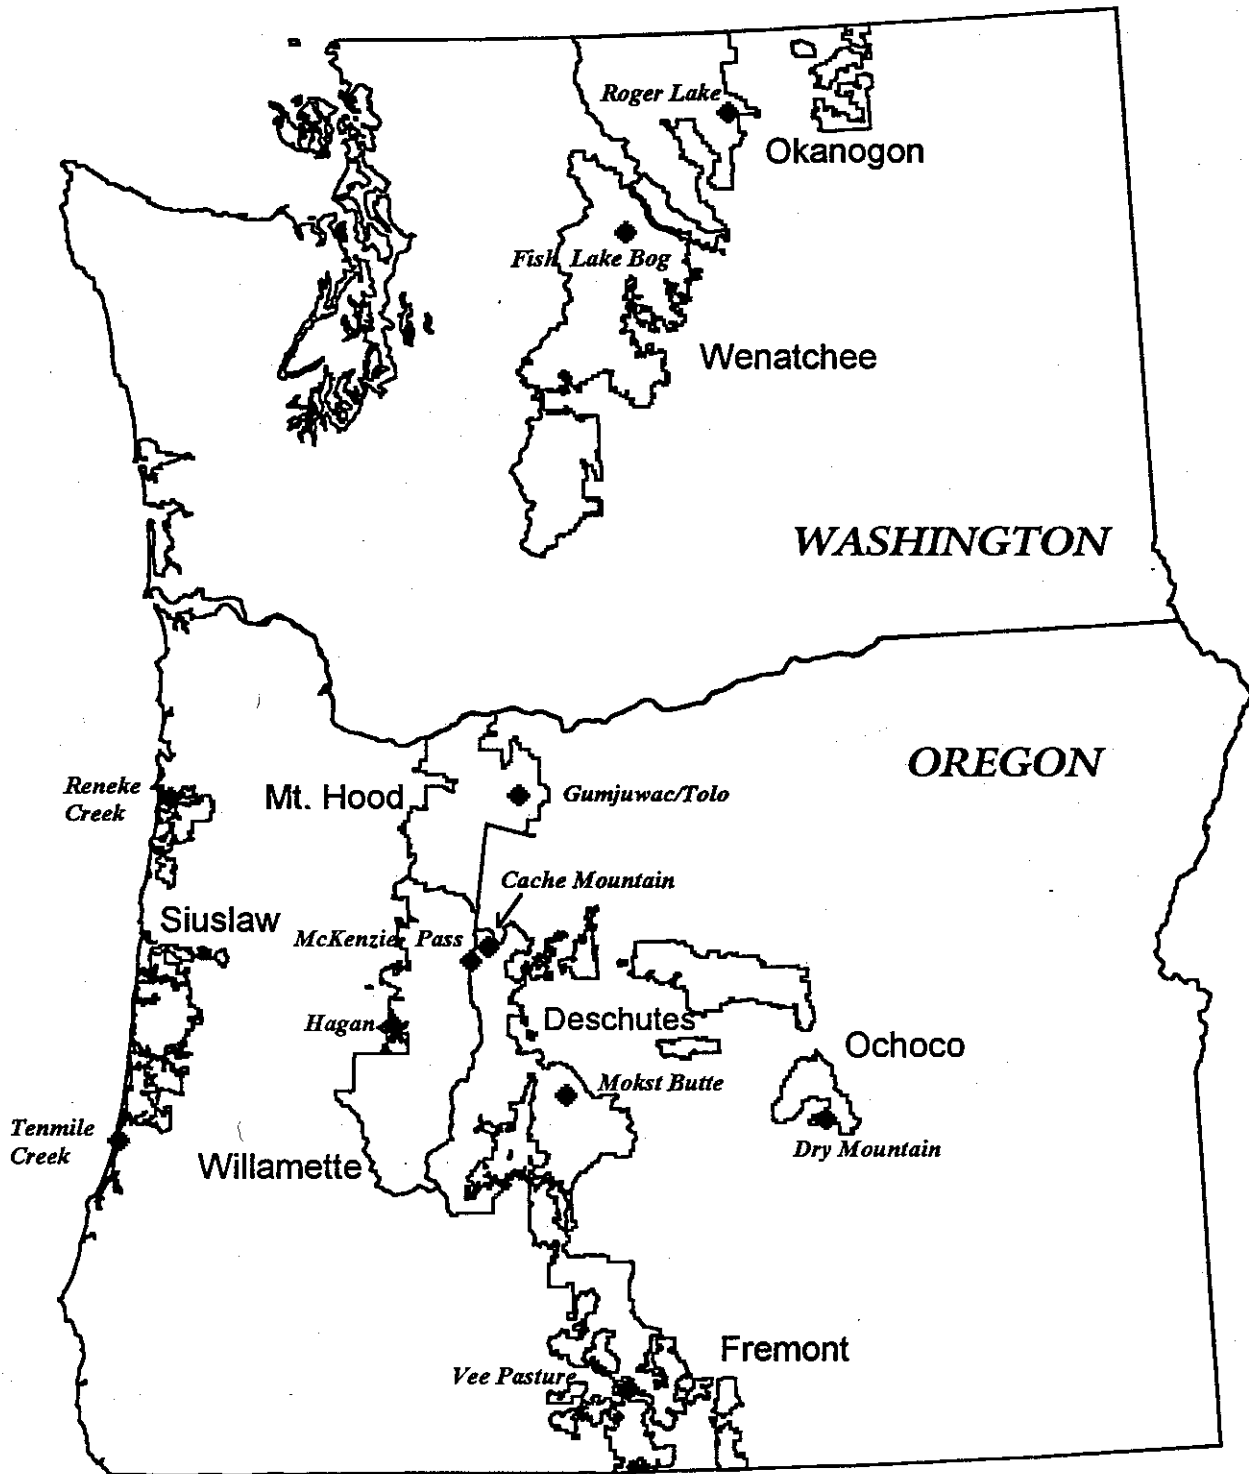 Roger Lake
Okanogon
Fish Lake Bog
Wenatchee
WASHINGTON
OREGON
Reneke
Creek
Mt. Hood
Gumjuwac/Tolo
Cache Mountain
Siuslaw
McKenzie Pass
Hagan
Deschutes
Ochoco
Mokst Butte
Tenmile
Creek
Willamette
Dry Mountain
Fremont
Vee Pasture